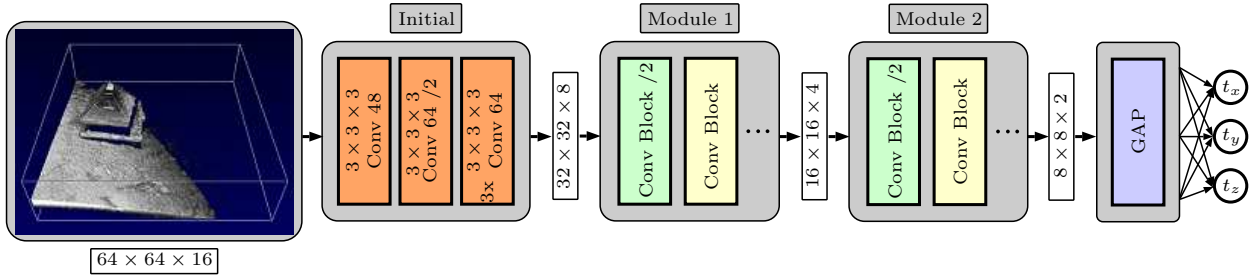 64 × 64 × 16
Initial
3 × 3 × 3
Conv 48
3 × 3 × 3
Conv 64 /2
3 × 3 × 3
3x Conv 64
32 × 32 × 8
Module 1
Conv Block /2
Conv Block
...
16 × 16 × 4
Module 2
Conv Block /2
Conv Block
...
8 × 8 × 2
GAP
t_x
t_y
t_z